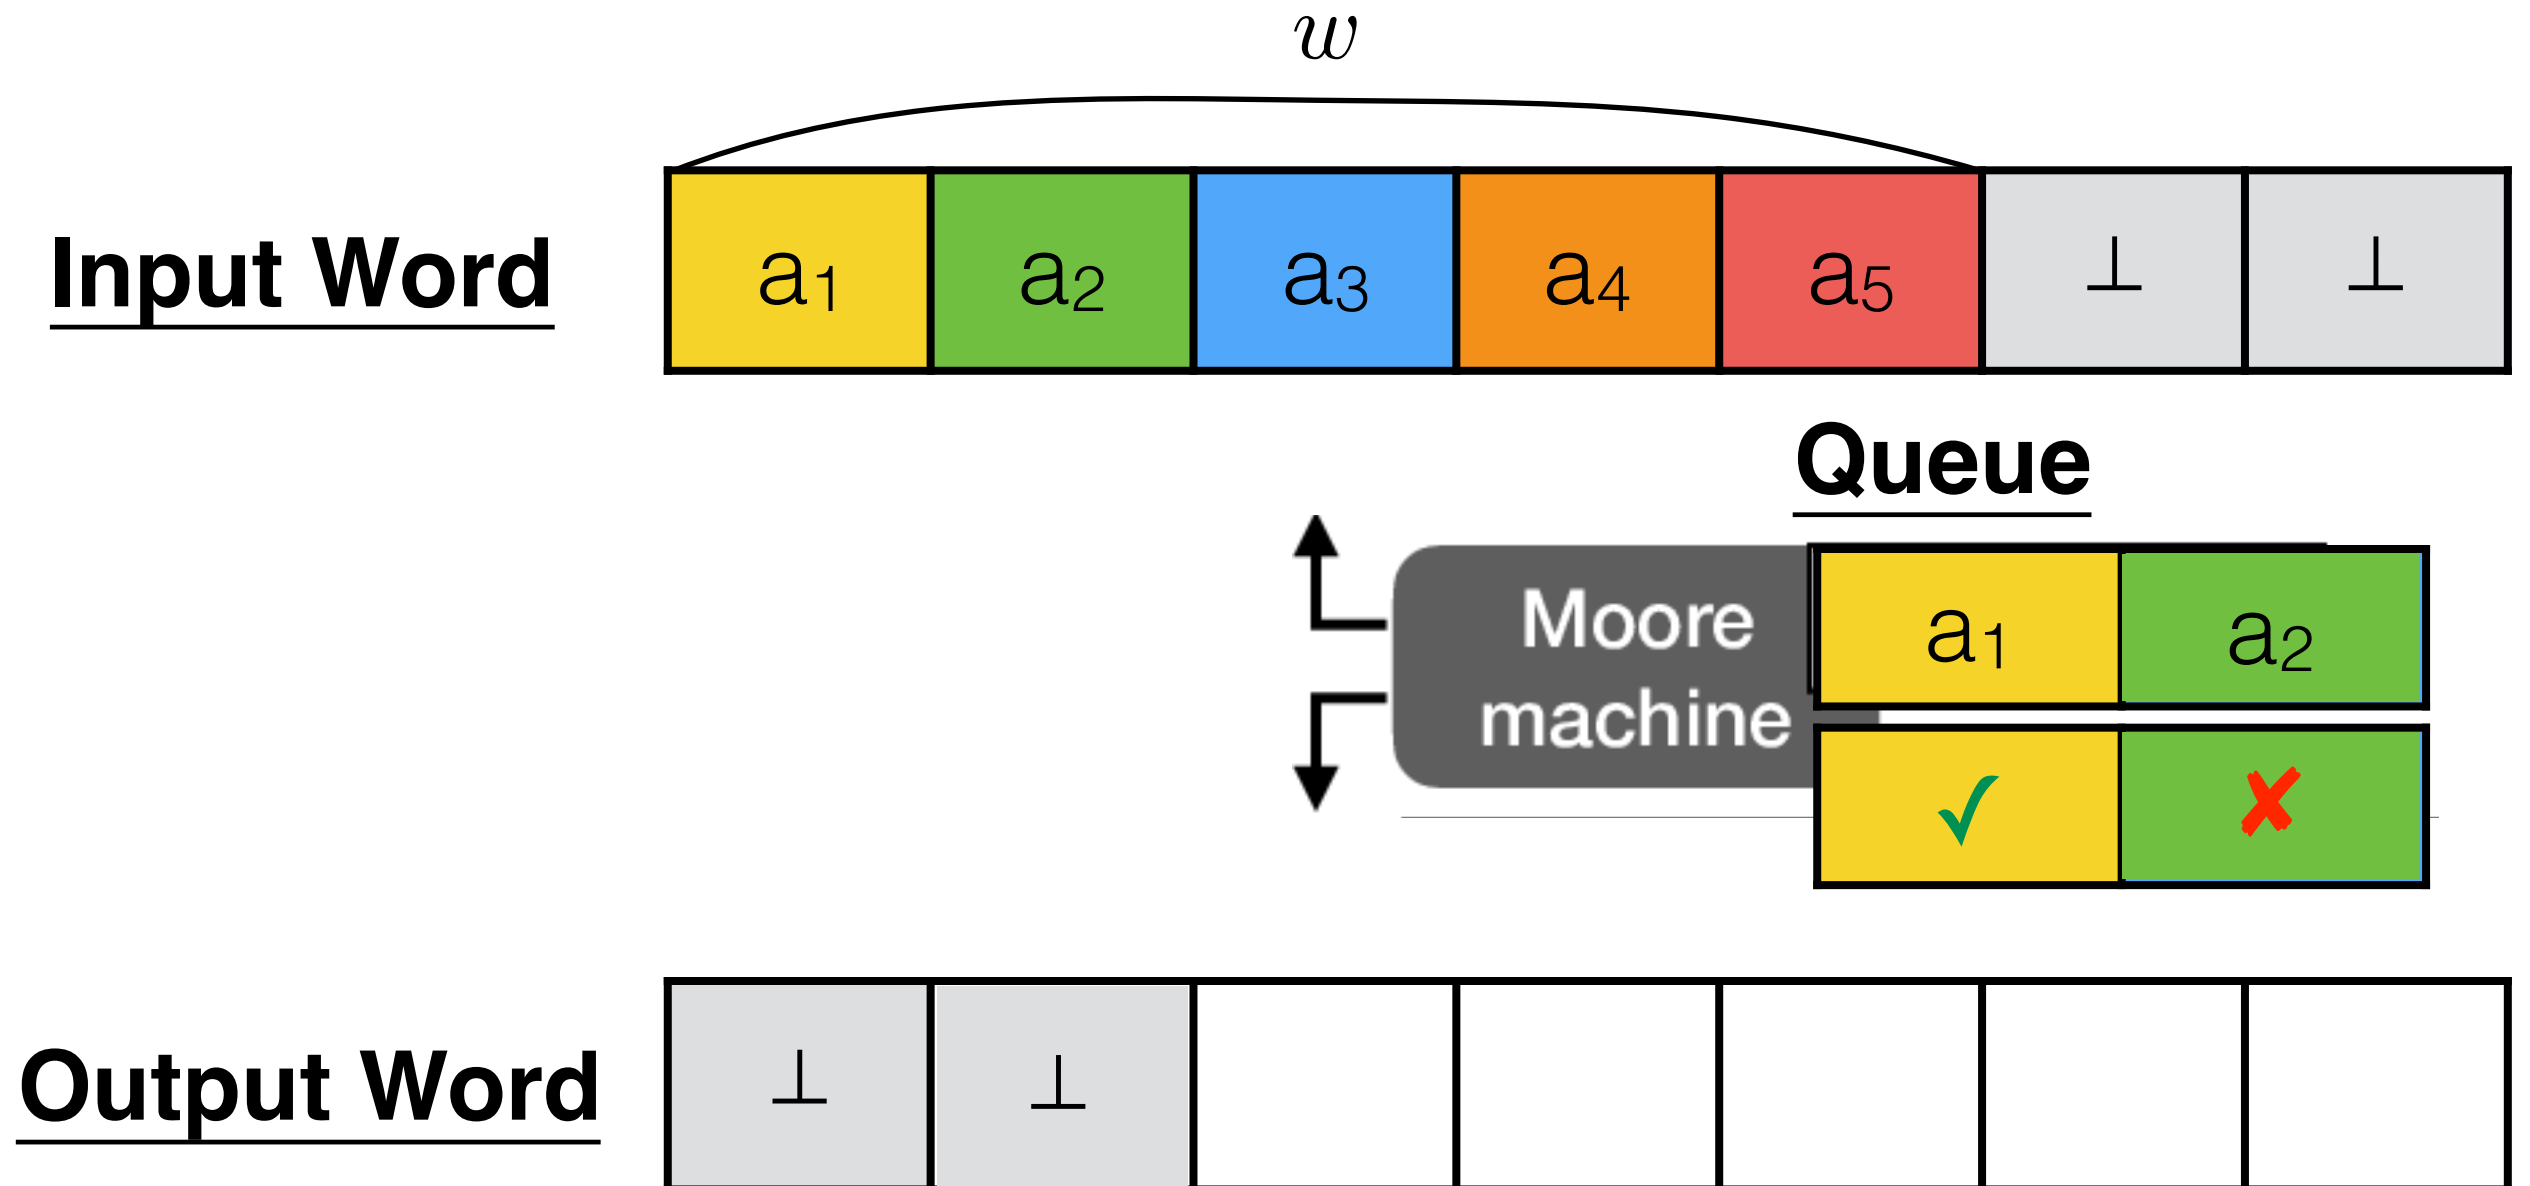 w
Input Word a1 a2 a3 a4 a5 ⊥ ⊥
Queue
Moore
machine
a1 a2
✓ ✘
Output Word ⊥ ⊥